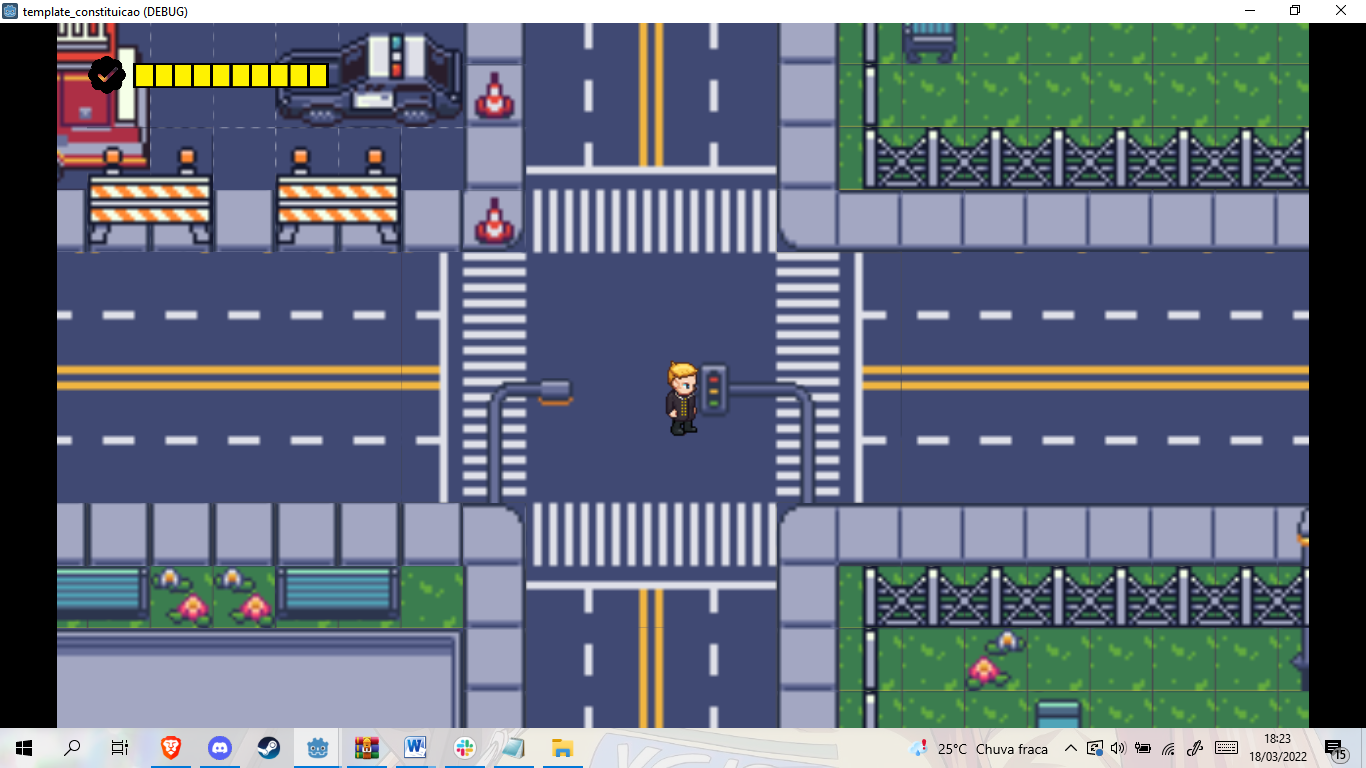 template_constituicao (DEBUG)
25°C Chuva fraca
18:23
18/03/2022
15